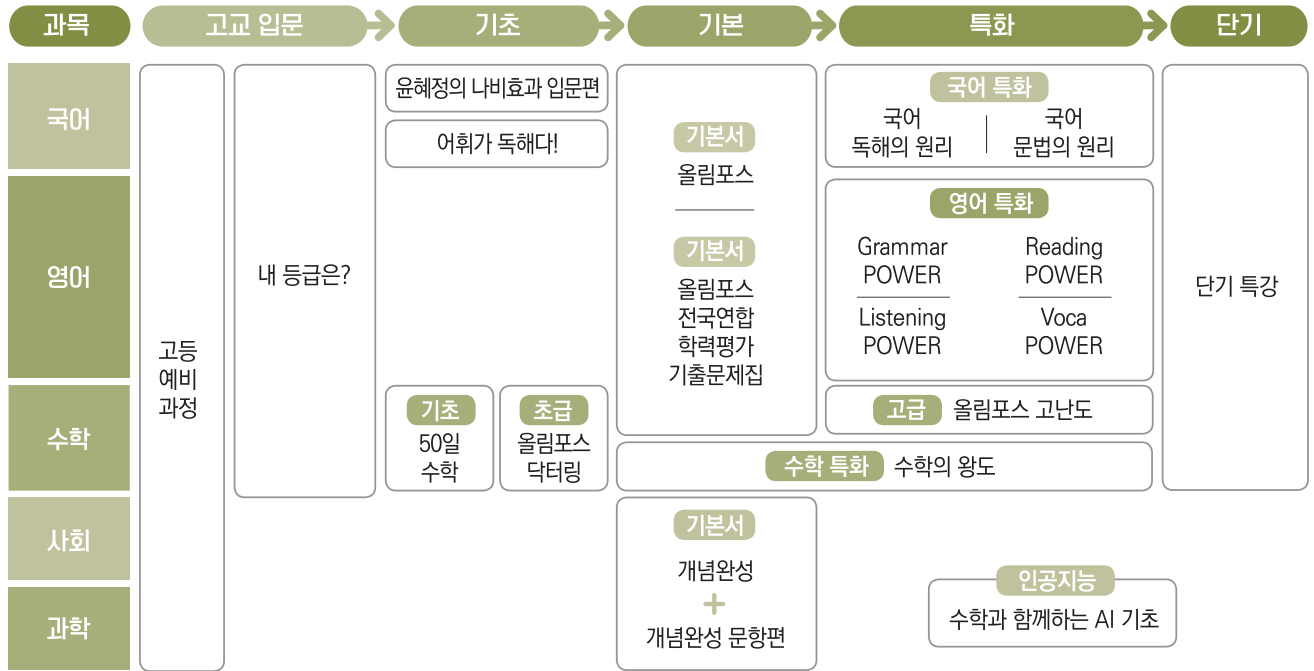 과목
고교 입문
기초
기본
특화
단기
국어
영어
수학
사회
과학
고등
예비
과정
내 등급은?
윤혜정의 나비효과 입문편
어휘가 독해다!
기초
50일
수학
초급
올림포스
닥터링
기본서
올림포스
기본서
올림포스
전국연합
학력평가
기출문제집
국어 특화
국어
독해의 원리
국어
문법의 원리
영어 특화
Grammar
POWER
Reading
POWER
Listening
POWER
Voca
POWER
고급 올림포스 고난도
수학 특화 수학의 왕도
단기 특강
기본서
개념완성
+
개념완성 문항편
인공지능
수학과 함께하는 AI 기초